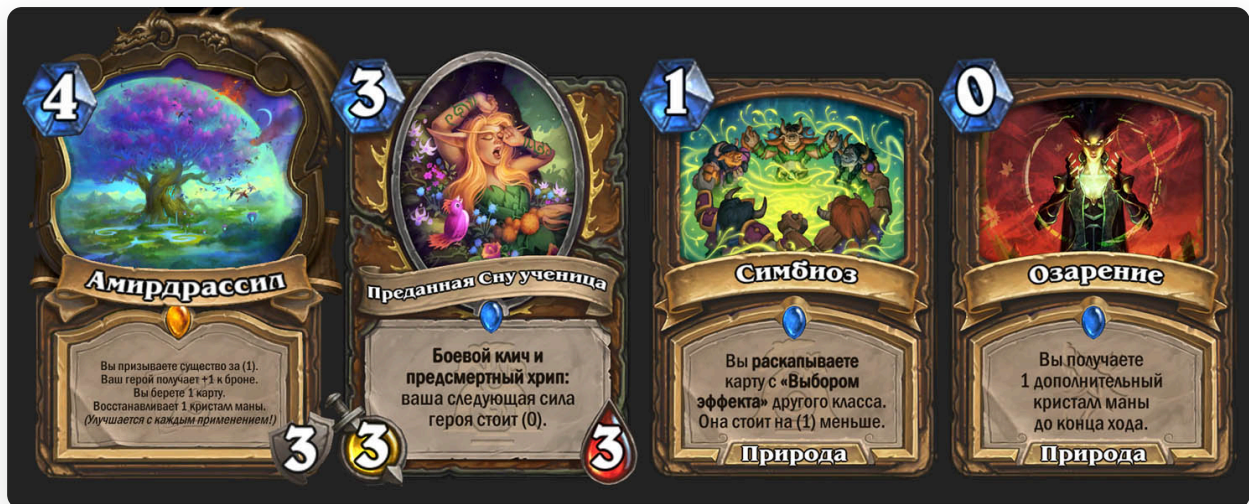 4
Амирдрассил
Вы призываете существо за (1).
Ваш герой получает +1 к броне.
Вы берете 1 карту.
Восстанавливает 1 кристалл маны.
(Улучшается с каждым применением!)
3
3
Преданная Сну ученица
Боевой клич и
предсмертный хрип:
ваша следующая сила
героя стоит (0).
3
3
1
Симбиоз
Вы раскапываете
карту с «Выбором
эффекта» другого класса.
Она стоит на (1) меньше.
Природа
0
Озарение
Вы получаете
1 дополнительный
кристалл маны
до конца хода.
Природа